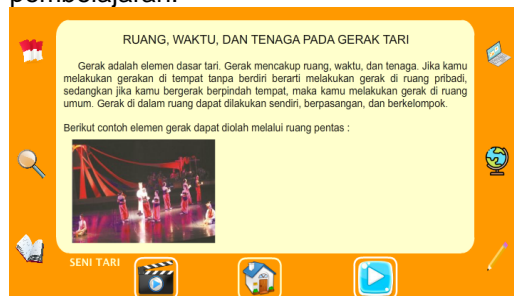 pembelajaran.
RUANG, WAKTU, DAN TENAGA PADA GERAK TARI
Gerak adalah elemen dasar tari. Gerak mencakup ruang, waktu, dan tenaga. Jika kamu
melakukan gerakan di tempat tanpa berdiri berarti melakukan gerak di ruang pribadi,
sedangkan jika kamu bergerak berpindah tempat, maka kamu melakukan gerak di ruang
umum. Gerak di dalam ruang dapat dilakukan sendiri, berpasangan, dan berkelompok.
Berikut contoh elemen gerak dapat diolah melalui ruang pentas :
SENI TARI